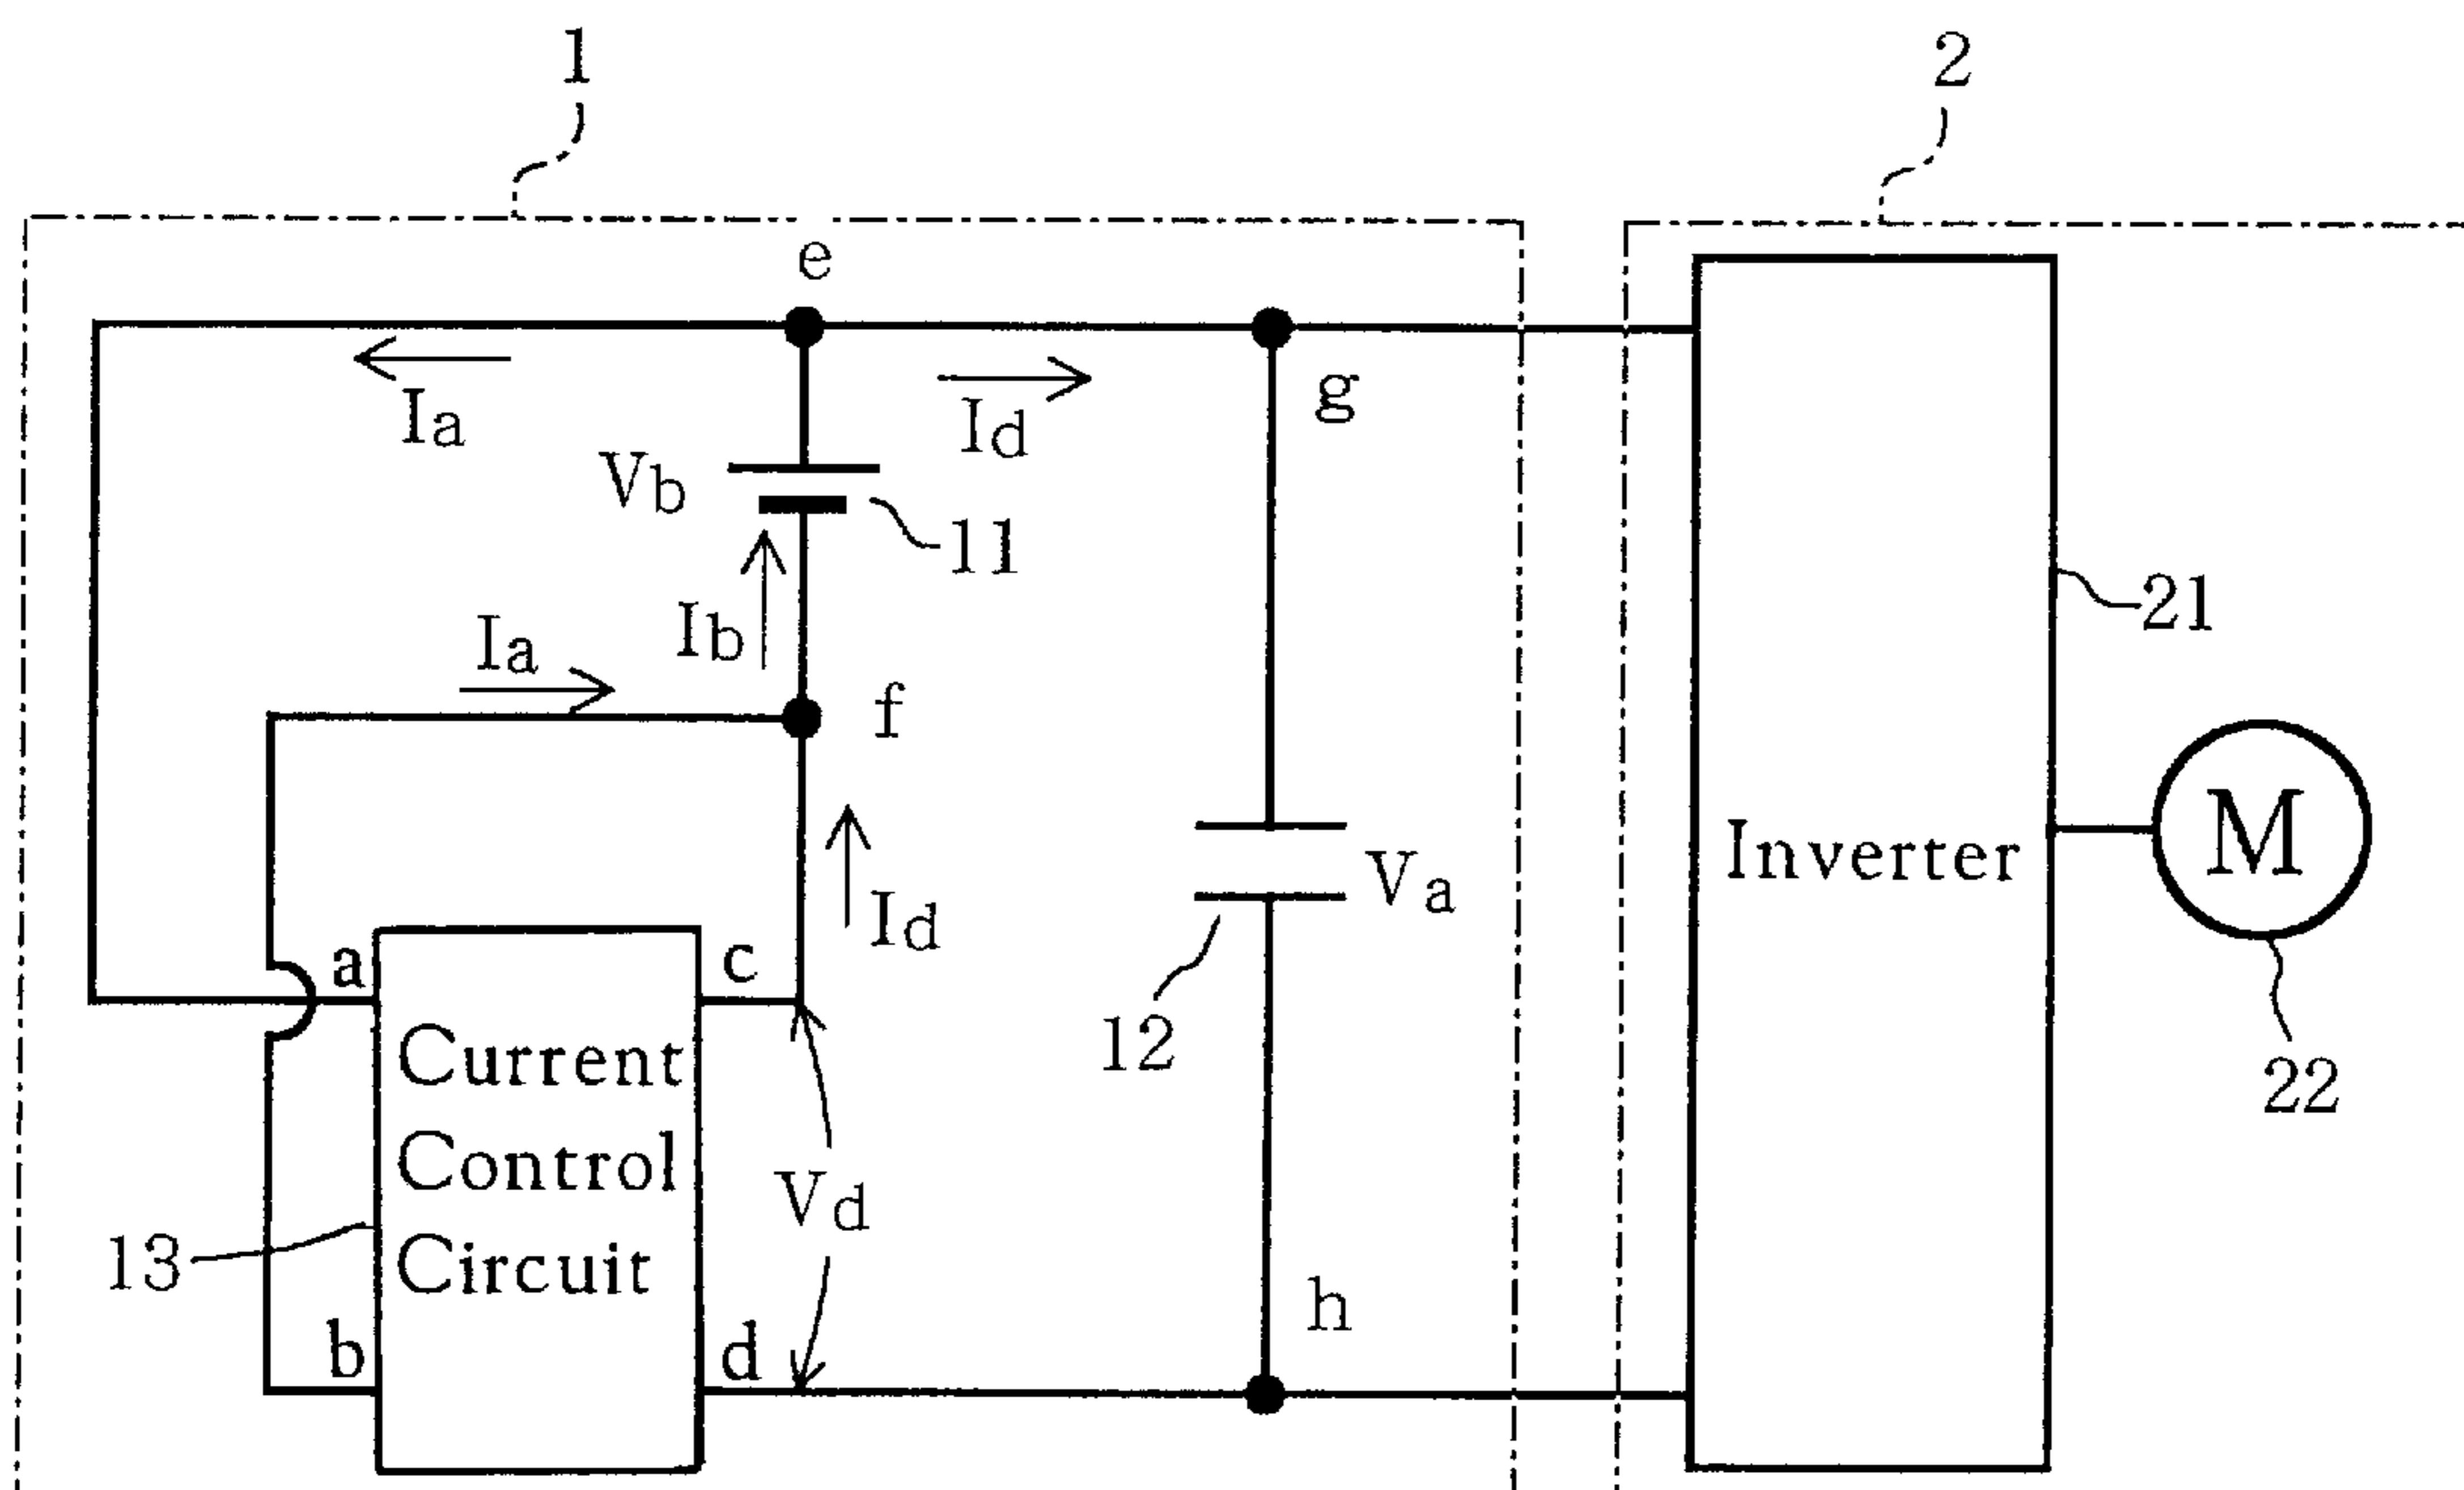 1
2
e
Ia
Id
g
Vb
11
Ib
21
Ia
f
M
Inverter
Va
Id
a
c
12
Current
Control
Circuit
22
Vd
13
h
b
d